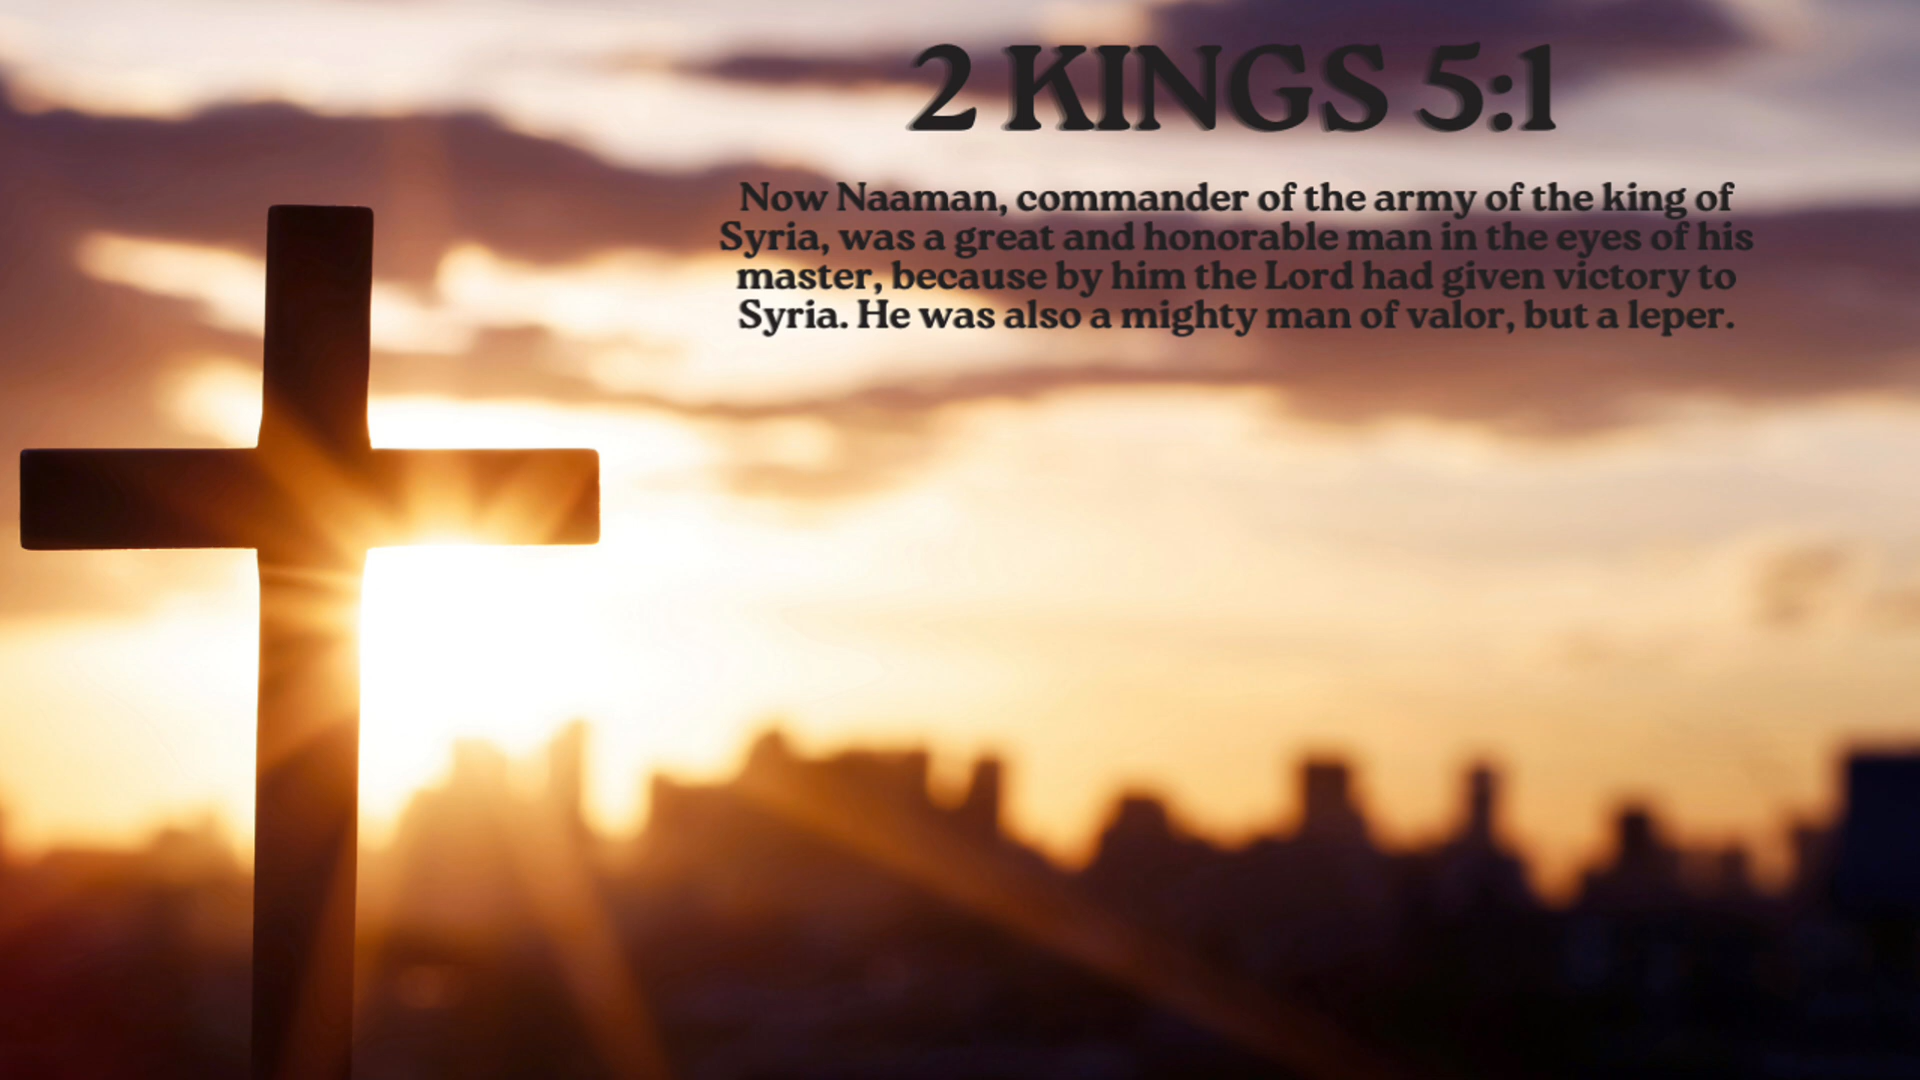 2 KINGS 5:1
Now Naaman, commander of the army of the king of
Syria, was a great and honorable man in the eyes of his
master, because by him the Lord had given victory to
Syria. He was also a mighty man of valor, but a leper.